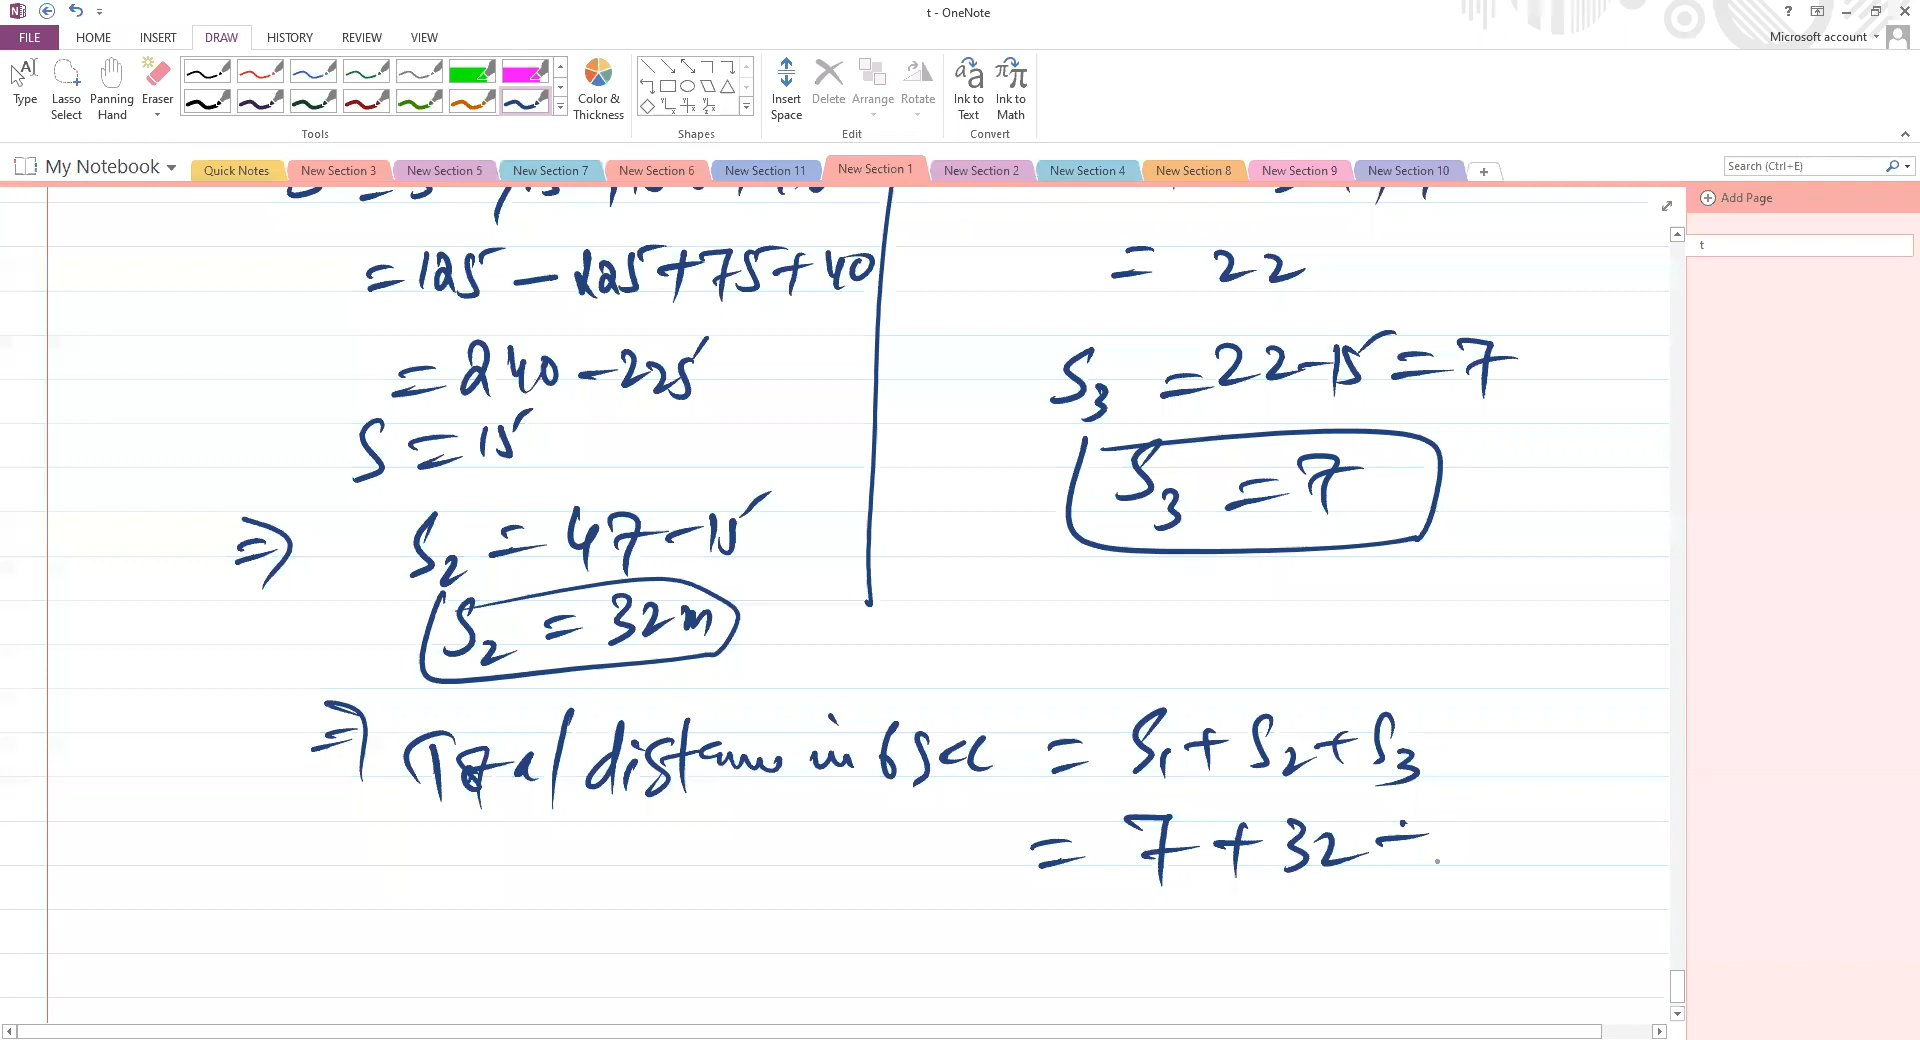 t - OneNote
?
FILE HOME INSERT DRAW HISTORY REVIEW VIEW
Microsoft account
Type Lasso Select Panning Hand Eraser
Color & Thickness
Insert Space Delete Arrange Rotate
Ink to Text Ink to Math
Tools Shapes Edit Convert
My Notebook Quick Notes New Section 3 New Section 5 New Section 7 New Section 6 New Section 11 New Section 1 New Section 2 New Section 4 New Section 8 New Section 9 New Section 10 +
Search (Ctrl+E)
Add Page
t
= 125 - 225 + 75 + 40
= 240 - 225
S = 15
⇒ S₂ = 47 - 15
S₂ = 32 m
= 22
S₃ = 22 - 15 = 7
S₃ = 7
⇒ Total distance in 6 sec = S₁ + S₂ + S₃
= 7 + 32